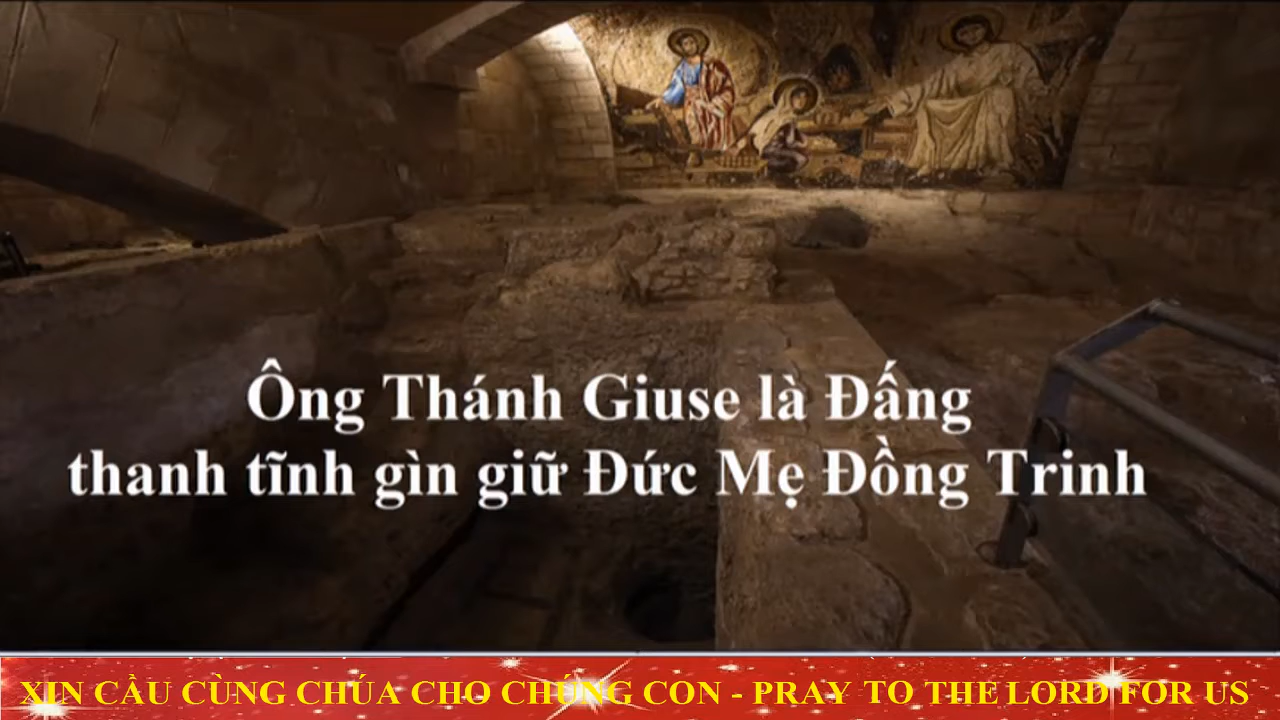 Ông Thánh Giuse là Đấng
thanh tĩnh gìn giữ Đức Mẹ Đồng Trinh
XIN CẦU CÙNG CHÚA CHO CHÚNG CON - PRAY TO THE LORD FOR US